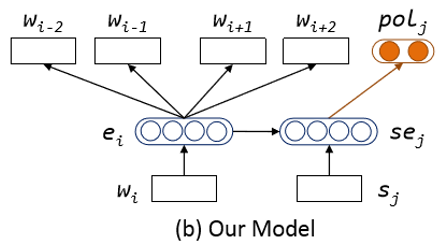 w_{i-2} w_{i-1} w_{i+1} w_{i+2} pol_j
e_i se_j
w_i s_j
(b) Our Model